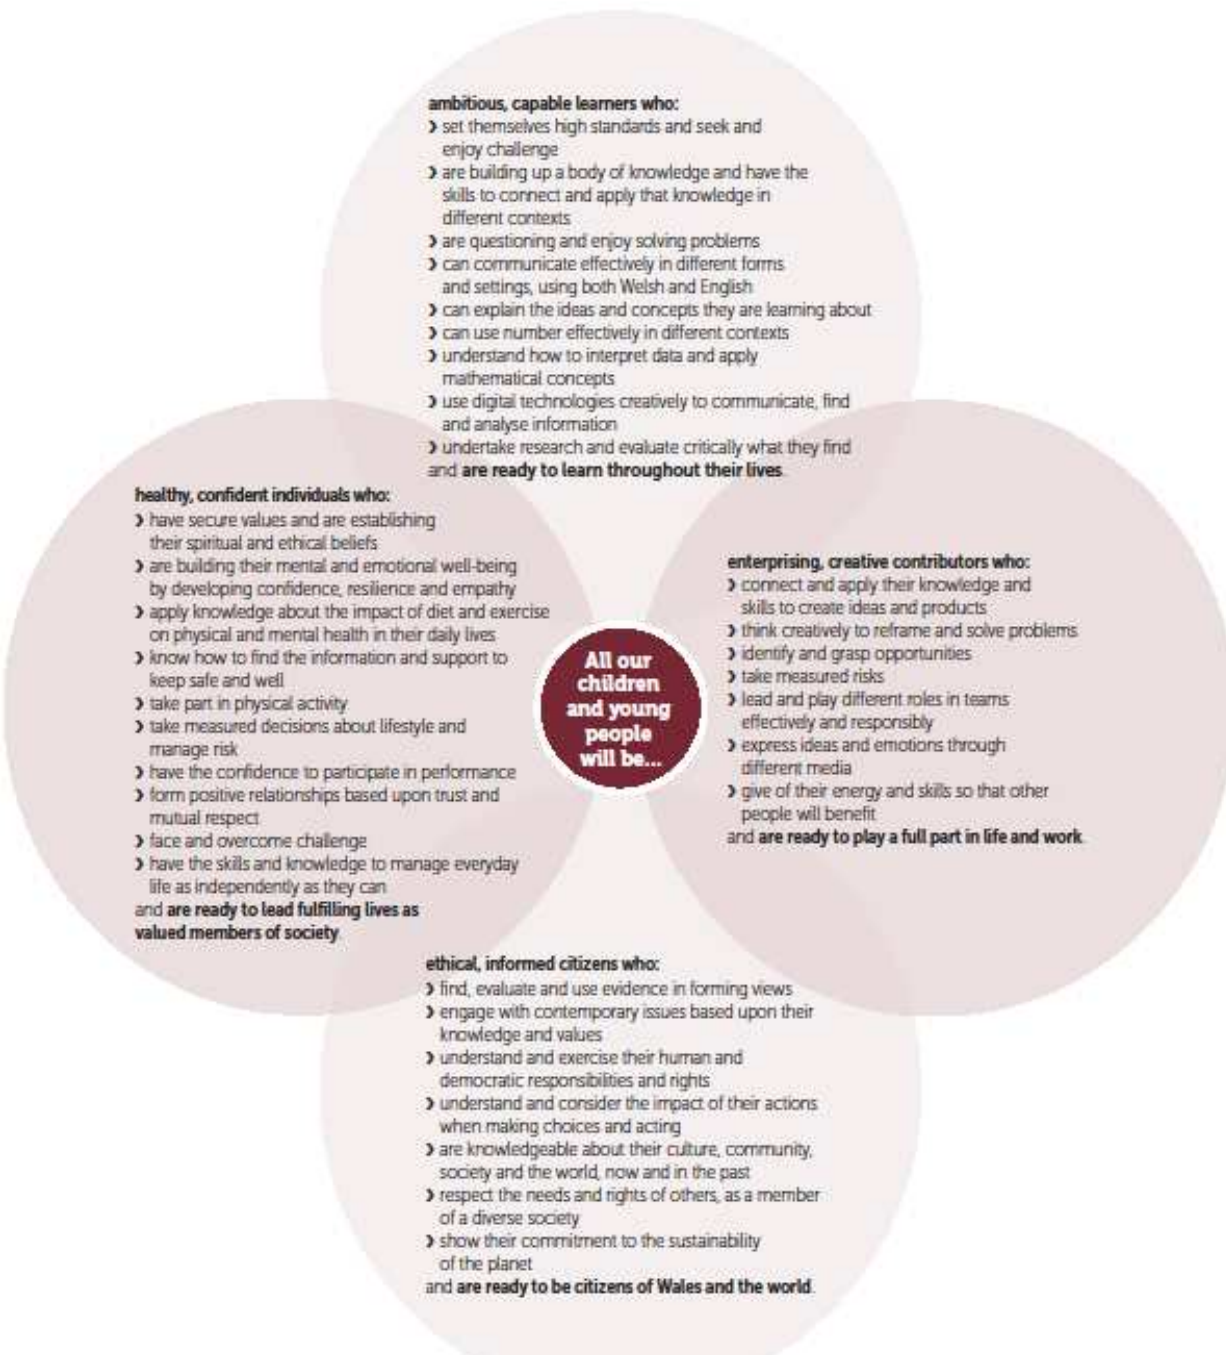 ambitious, capable learners who:
❯ set themselves high standards and seek and
enjoy challenge
❯ are building up a body of knowledge and have the
skills to connect and apply that knowledge in
different contexts
❯ are questioning and enjoy solving problems
❯ can communicate effectively in different forms
and settings, using both Welsh and English
❯ can explain the ideas and concepts they are learning about
❯ can use number effectively in different contexts
❯ understand how to interpret data and apply
mathematical concepts
❯ use digital technologies creatively to communicate, find
and analyse information
❯ undertake research and evaluate critically what they find
and are ready to learn throughout their lives.
healthy, confident individuals who:
❯ have secure values and are establishing
their spiritual and ethical beliefs
❯ are building their mental and emotional well-being
by developing confidence, resilience and empathy
❯ apply knowledge about the impact of diet and exercise
on physical and mental health in their daily lives
❯ know how to find the information and support to
keep safe and well
❯ take part in physical activity
❯ take measured decisions about lifestyle and
manage risk
❯ have the confidence to participate in performance
❯ form positive relationships based upon trust and
mutual respect
❯ face and overcome challenge
❯ have the skills and knowledge to manage everyday
life as independently as they can
and are ready to lead fulfilling lives as
valued members of society.
All our
children
and young
people
will be...
enterprising, creative contributors who:
❯ connect and apply their knowledge and
skills to create ideas and products
❯ think creatively to reframe and solve problems
❯ identify and grasp opportunities
❯ take measured risks
❯ lead and play different roles in teams
effectively and responsibly
❯ express ideas and emotions through
different media
❯ give of their energy and skills so that other
people will benefit
and are ready to play a full part in life and work.
ethical, informed citizens who:
❯ find, evaluate and use evidence in forming views
❯ engage with contemporary issues based upon their
knowledge and values
❯ understand and exercise their human and
democratic responsibilities and rights
❯ understand and consider the impact of their actions
when making choices and acting
❯ are knowledgeable about their culture, community,
society and the world, now and in the past
❯ respect the needs and rights of others, as a member
of a diverse society
❯ show their commitment to the sustainability
of the planet
and are ready to be citizens of Wales and the world.